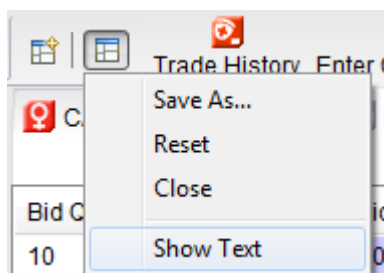 Trade History Enter
Save As...
C
Reset
Close
Bid Q
Show Text
10